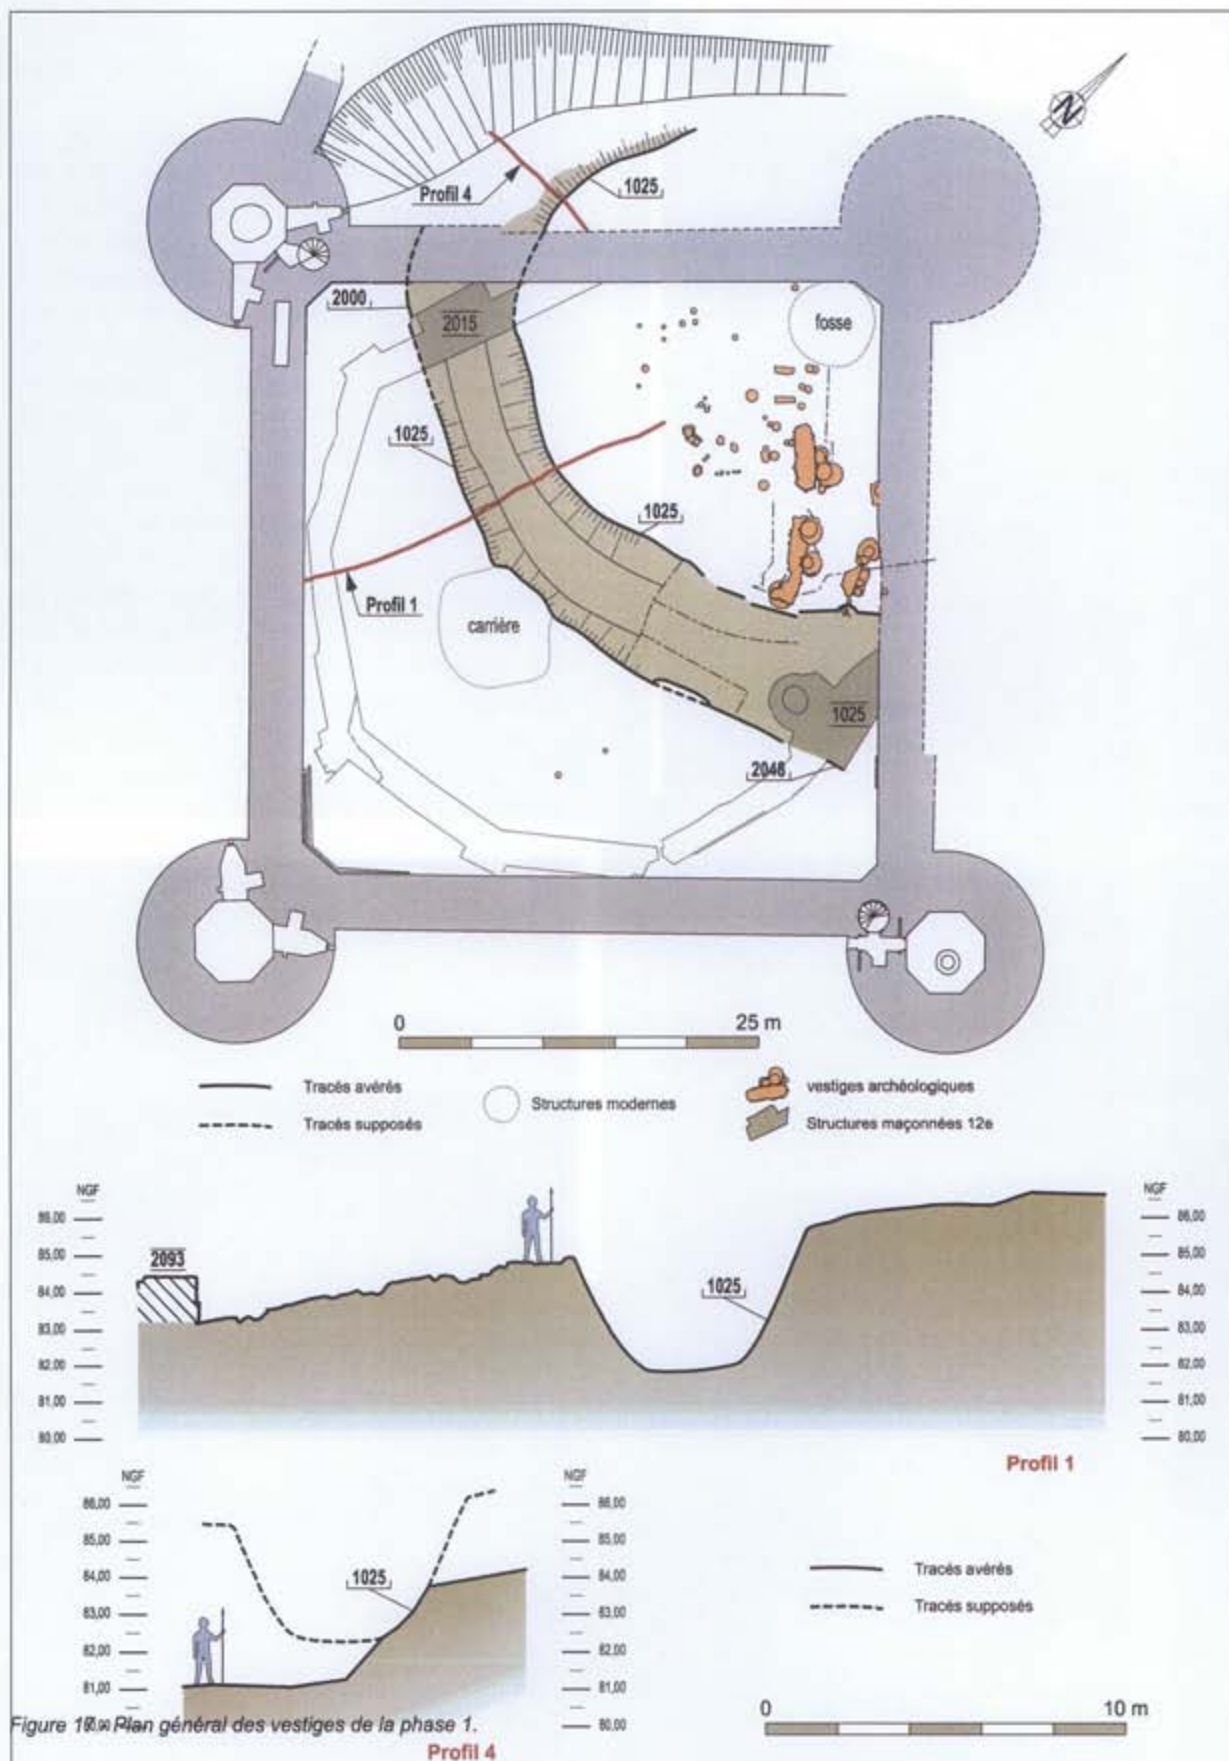 N
Profil 4
1025
2000
2015
fosse
1025
1025
Profil 1
carrière
1025
2046
0 25 m
Tracés avérés
Tracés supposés
Structures modernes
vestiges archéologiques
Structures maçonnées 12e
NGF
86,00
85,00
84,00
83,00
82,00
81,00
80,00
2093
1025
NGF
86,00
85,00
84,00
83,00
82,00
81,00
80,00
Profil 1
NGF
86,00
85,00
84,00
83,00
82,00
81,00
1025
NGF
86,00
85,00
84,00
83,00
82,00
81,00
80,00
Tracés avérés
Tracés supposés
0 10 m
Plan général des vestiges de la phase 1.
Figure
Profil 4